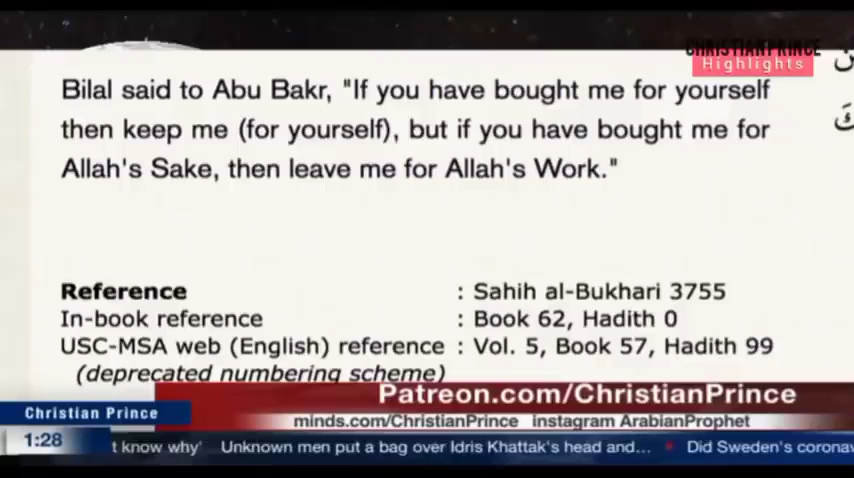 CHRISTIAN PRINCE
Highlights
Bilal said to Abu Bakr, "If you have bought me for yourself
then keep me (for yourself), but if you have bought me for
Allah's Sake, then leave me for Allah's Work."
Reference : Sahih al-Bukhari 3755
In-book reference : Book 62, Hadith 0
USC-MSA web (English) reference : Vol. 5, Book 57, Hadith 99
(deprecated numbering scheme)
Patreon.com/ChristianPrince
Christian Prince
minds.com/ChristianPrince instagram ArabianProphet
1:28
t know why' Unknown men put a bag over Idris Khattak's head and... Did Sweden's coronav